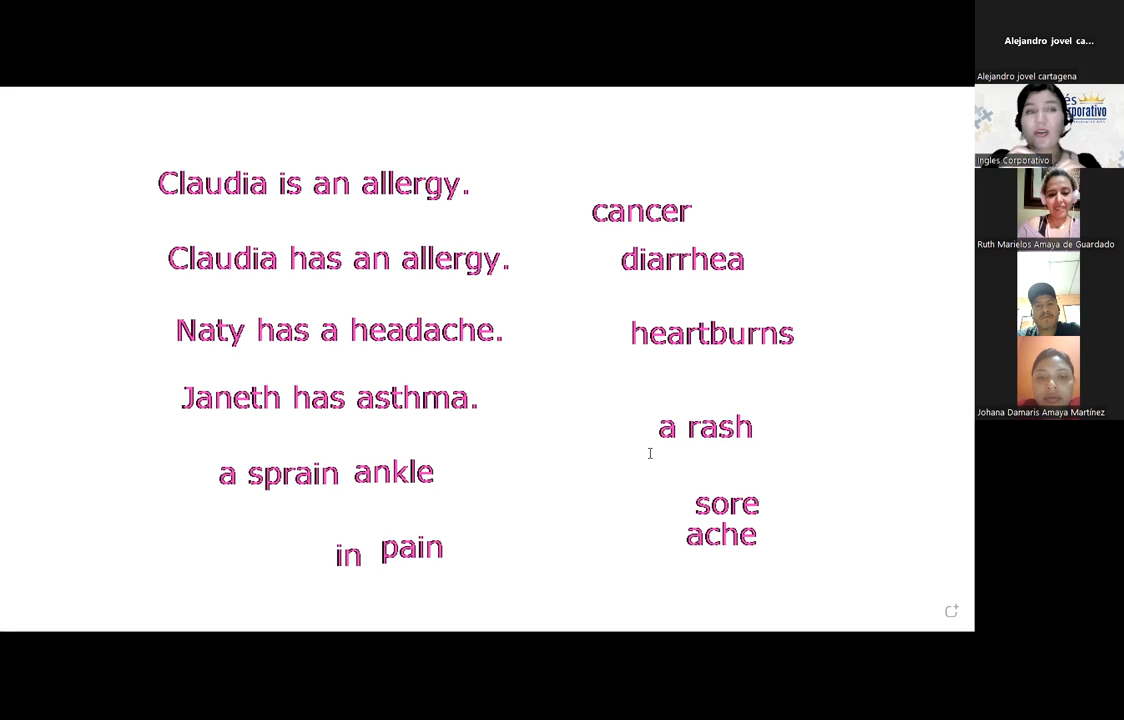 Claudia is an allergy.
Claudia has an allergy.
Naty has a headache.
Janeth has asthma.
a sprain ankle
in pain
cancer
diarrhea
heartburns
a rash
sore
ache
Alejandro jovel ca...
Alejandro jovel cartagena
Ingles Corporativo
Ruth Marielos Amaya de Guardado
Johana Damaris Amaya Martínez